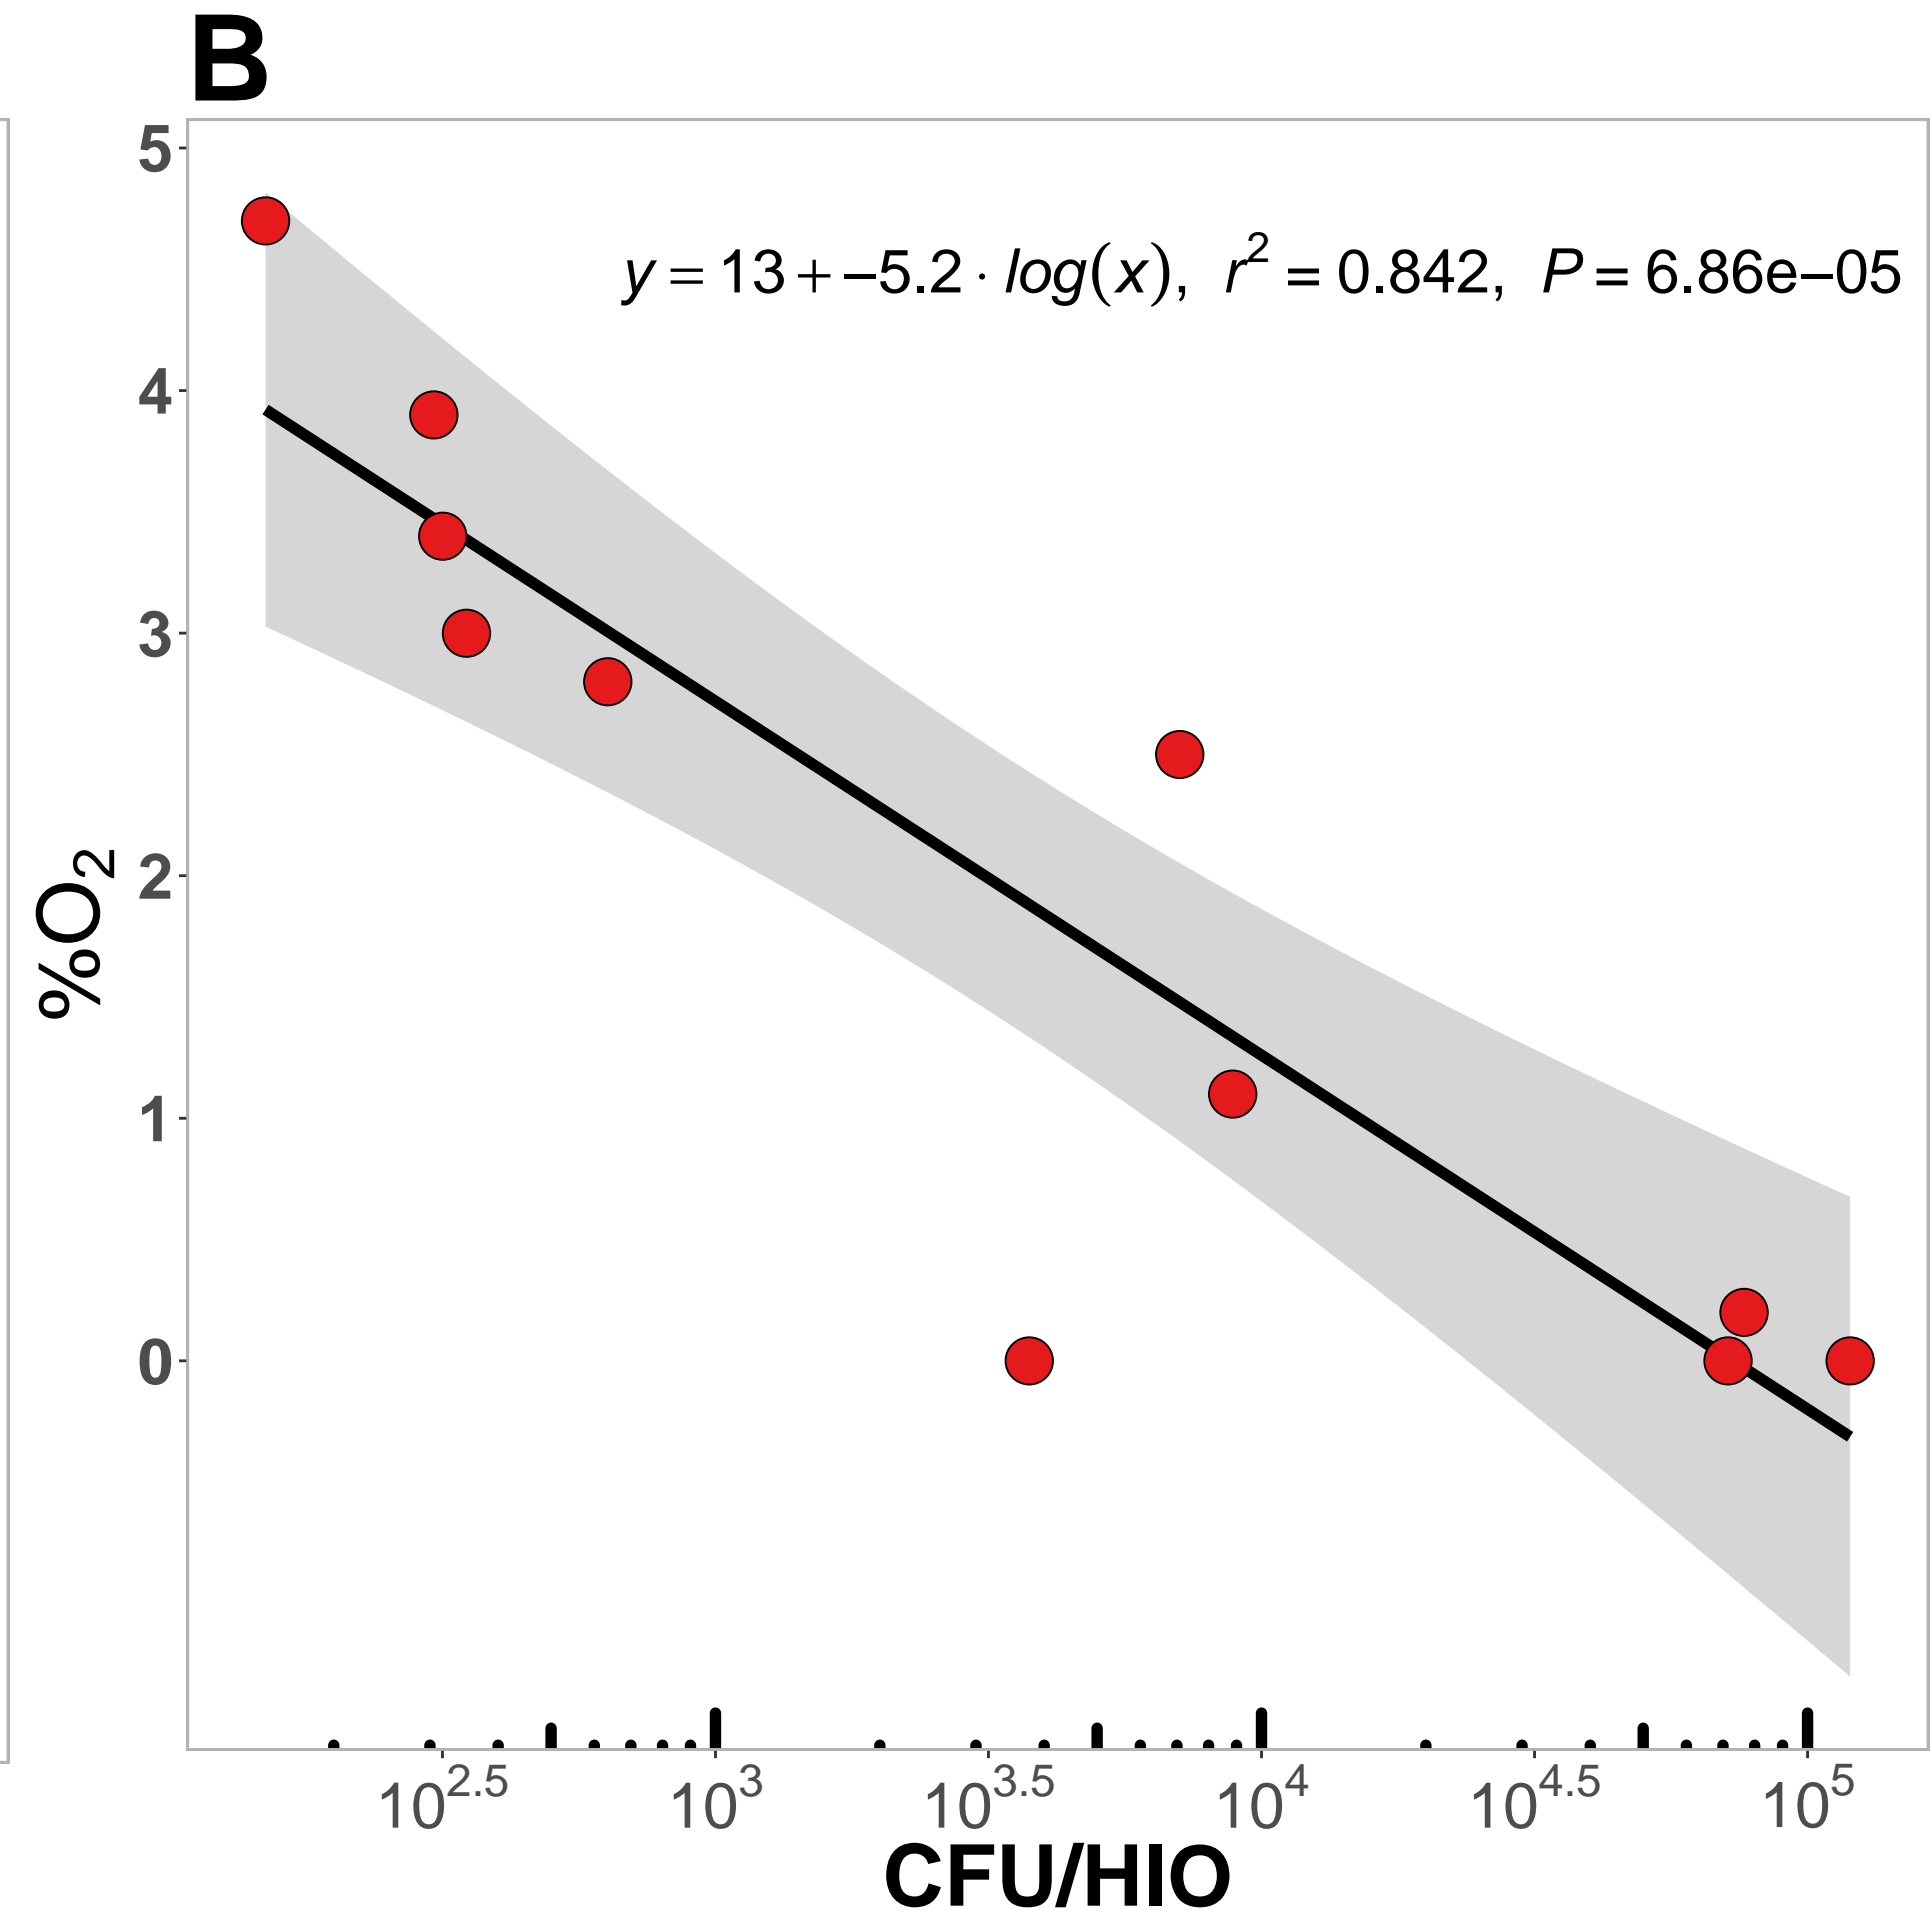 B
5
y = 13 + −5.2 · log(x), r² = 0.842, P = 6.86e−05
4
3
%O₂
2
1
0
10^2.5 10^3 10^3.5 10^4 10^4.5 10^5
CFU/HIO